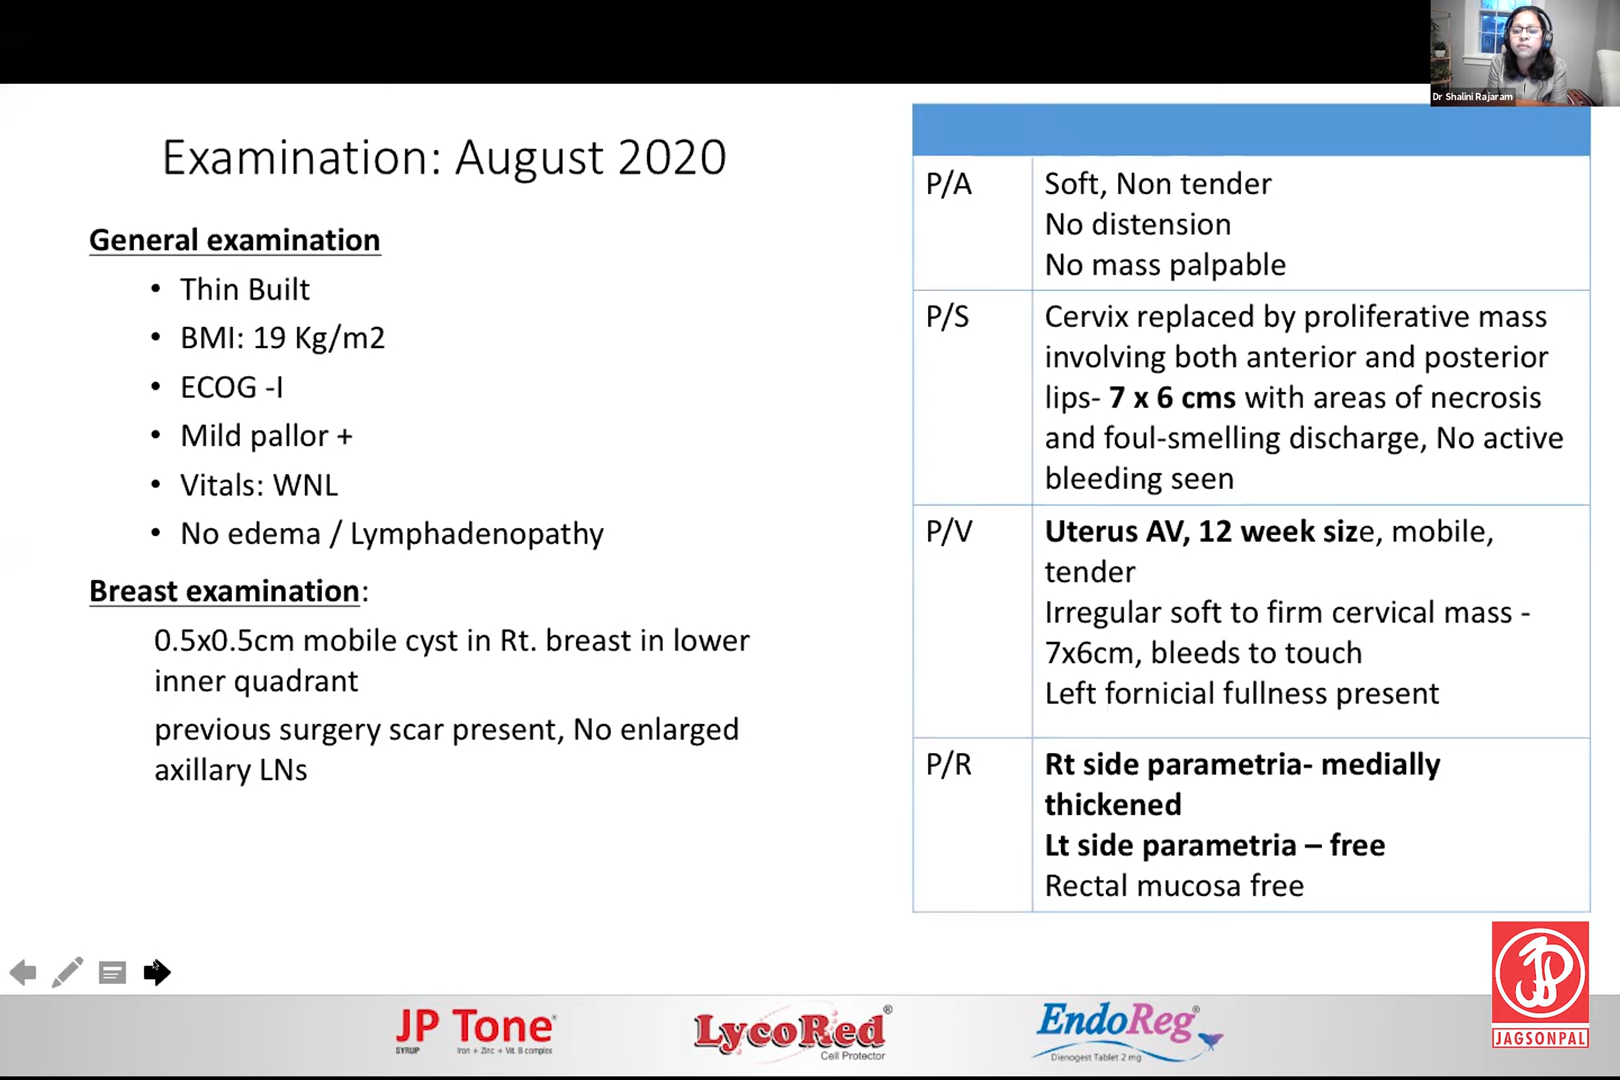 Dr Shalini Rajaram
Examination: August 2020
General examination
• Thin Built
• BMI: 19 Kg/m2
• ECOG -I
• Mild pallor +
• Vitals: WNL
• No edema / Lymphadenopathy
Breast examination:
0.5x0.5cm mobile cyst in Rt. breast in lower
inner quadrant
previous surgery scar present, No enlarged
axillary LNs
P/A
Soft, Non tender
No distension
No mass palpable
P/S
Cervix replaced by proliferative mass
involving both anterior and posterior
lips- 7 x 6 cms with areas of necrosis
and foul-smelling discharge, No active
bleeding seen
P/V
Uterus AV, 12 week size, mobile,
tender
Irregular soft to firm cervical mass -
7x6cm, bleeds to touch
Left fornicial fullness present
P/R
Rt side parametria- medially
thickened
Lt side parametria – free
Rectal mucosa free
JP Tone
SYRUP Iron + Zinc + Vit. B complex
LycoRed®
Cell Protector
EndoReg®
Dienogest Tablet 2 mg
JAGSONPAL